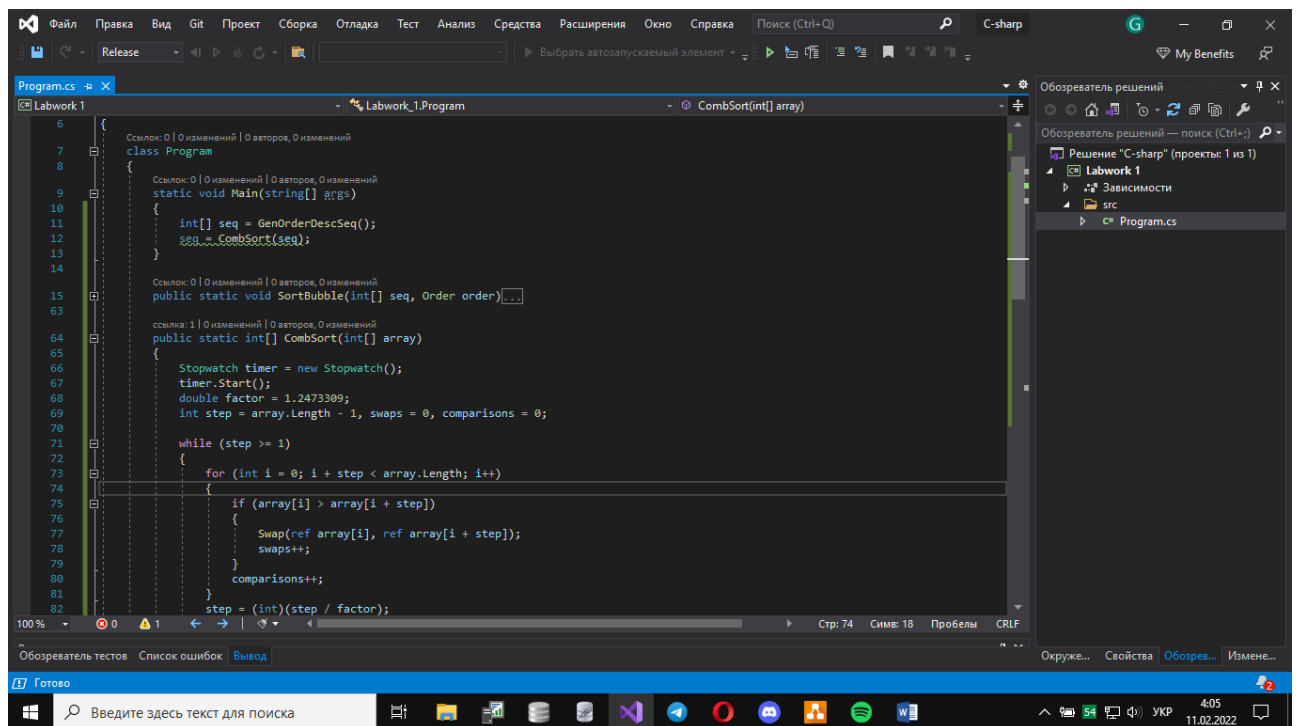 Файл Правка Вид Git Проект Сборка Отладка Тест Анализ Средства Расширения Окно Справка Поиск (Ctrl+Q) C-sharp G
Release Выбрать автозапускаемый элемент My Benefits
Program.cs
Labwork 1 Labwork_1.Program CombSort(int[] array)
6 {
Ссылок: 0 | 0 изменений | 0 авторов, 0 изменений
7 class Program
8 {
Ссылок: 0 | 0 изменений | 0 авторов, 0 изменений
9 static void Main(string[] args)
10 {
11 int[] seq = GenOrderDescSeq();
12 seq = CombSort(seq);
13 }
14
Ссылок: 0 | 0 изменений | 0 авторов, 0 изменений
15 public static void SortBubble(int[] seq, Order order)...
63
ссылка: 1 | 0 изменений | 0 авторов, 0 изменений
64 public static int[] CombSort(int[] array)
65 {
66 Stopwatch timer = new Stopwatch();
67 timer.Start();
68 double factor = 1.2473309;
69 int step = array.Length - 1, swaps = 0, comparisons = 0;
70
71 while (step >= 1)
72 {
73 for (int i = 0; i + step < array.Length; i++)
74 {
75 if (array[i] > array[i + step])
76 {
77 Swap(ref array[i], ref array[i + step]);
78 swaps++;
79 }
80 comparisons++;
81 }
82 step = (int)(step / factor);
100 % 0 1 Стр: 74 Симв: 18 Пробелы CRLF
Обозреватель тестов Список ошибок Вывод
Обозреватель решений
Обозреватель решений — поиск (Ctrl+;)
Решение "C-sharp" (проекты: 1 из 1)
C# Labwork 1
Зависимости
src
C# Program.cs
Окруже... Свойства Обозрев... Измене...
Готово 2
Введите здесь текст для поиска 54 УКР 4:05
11.02.2022